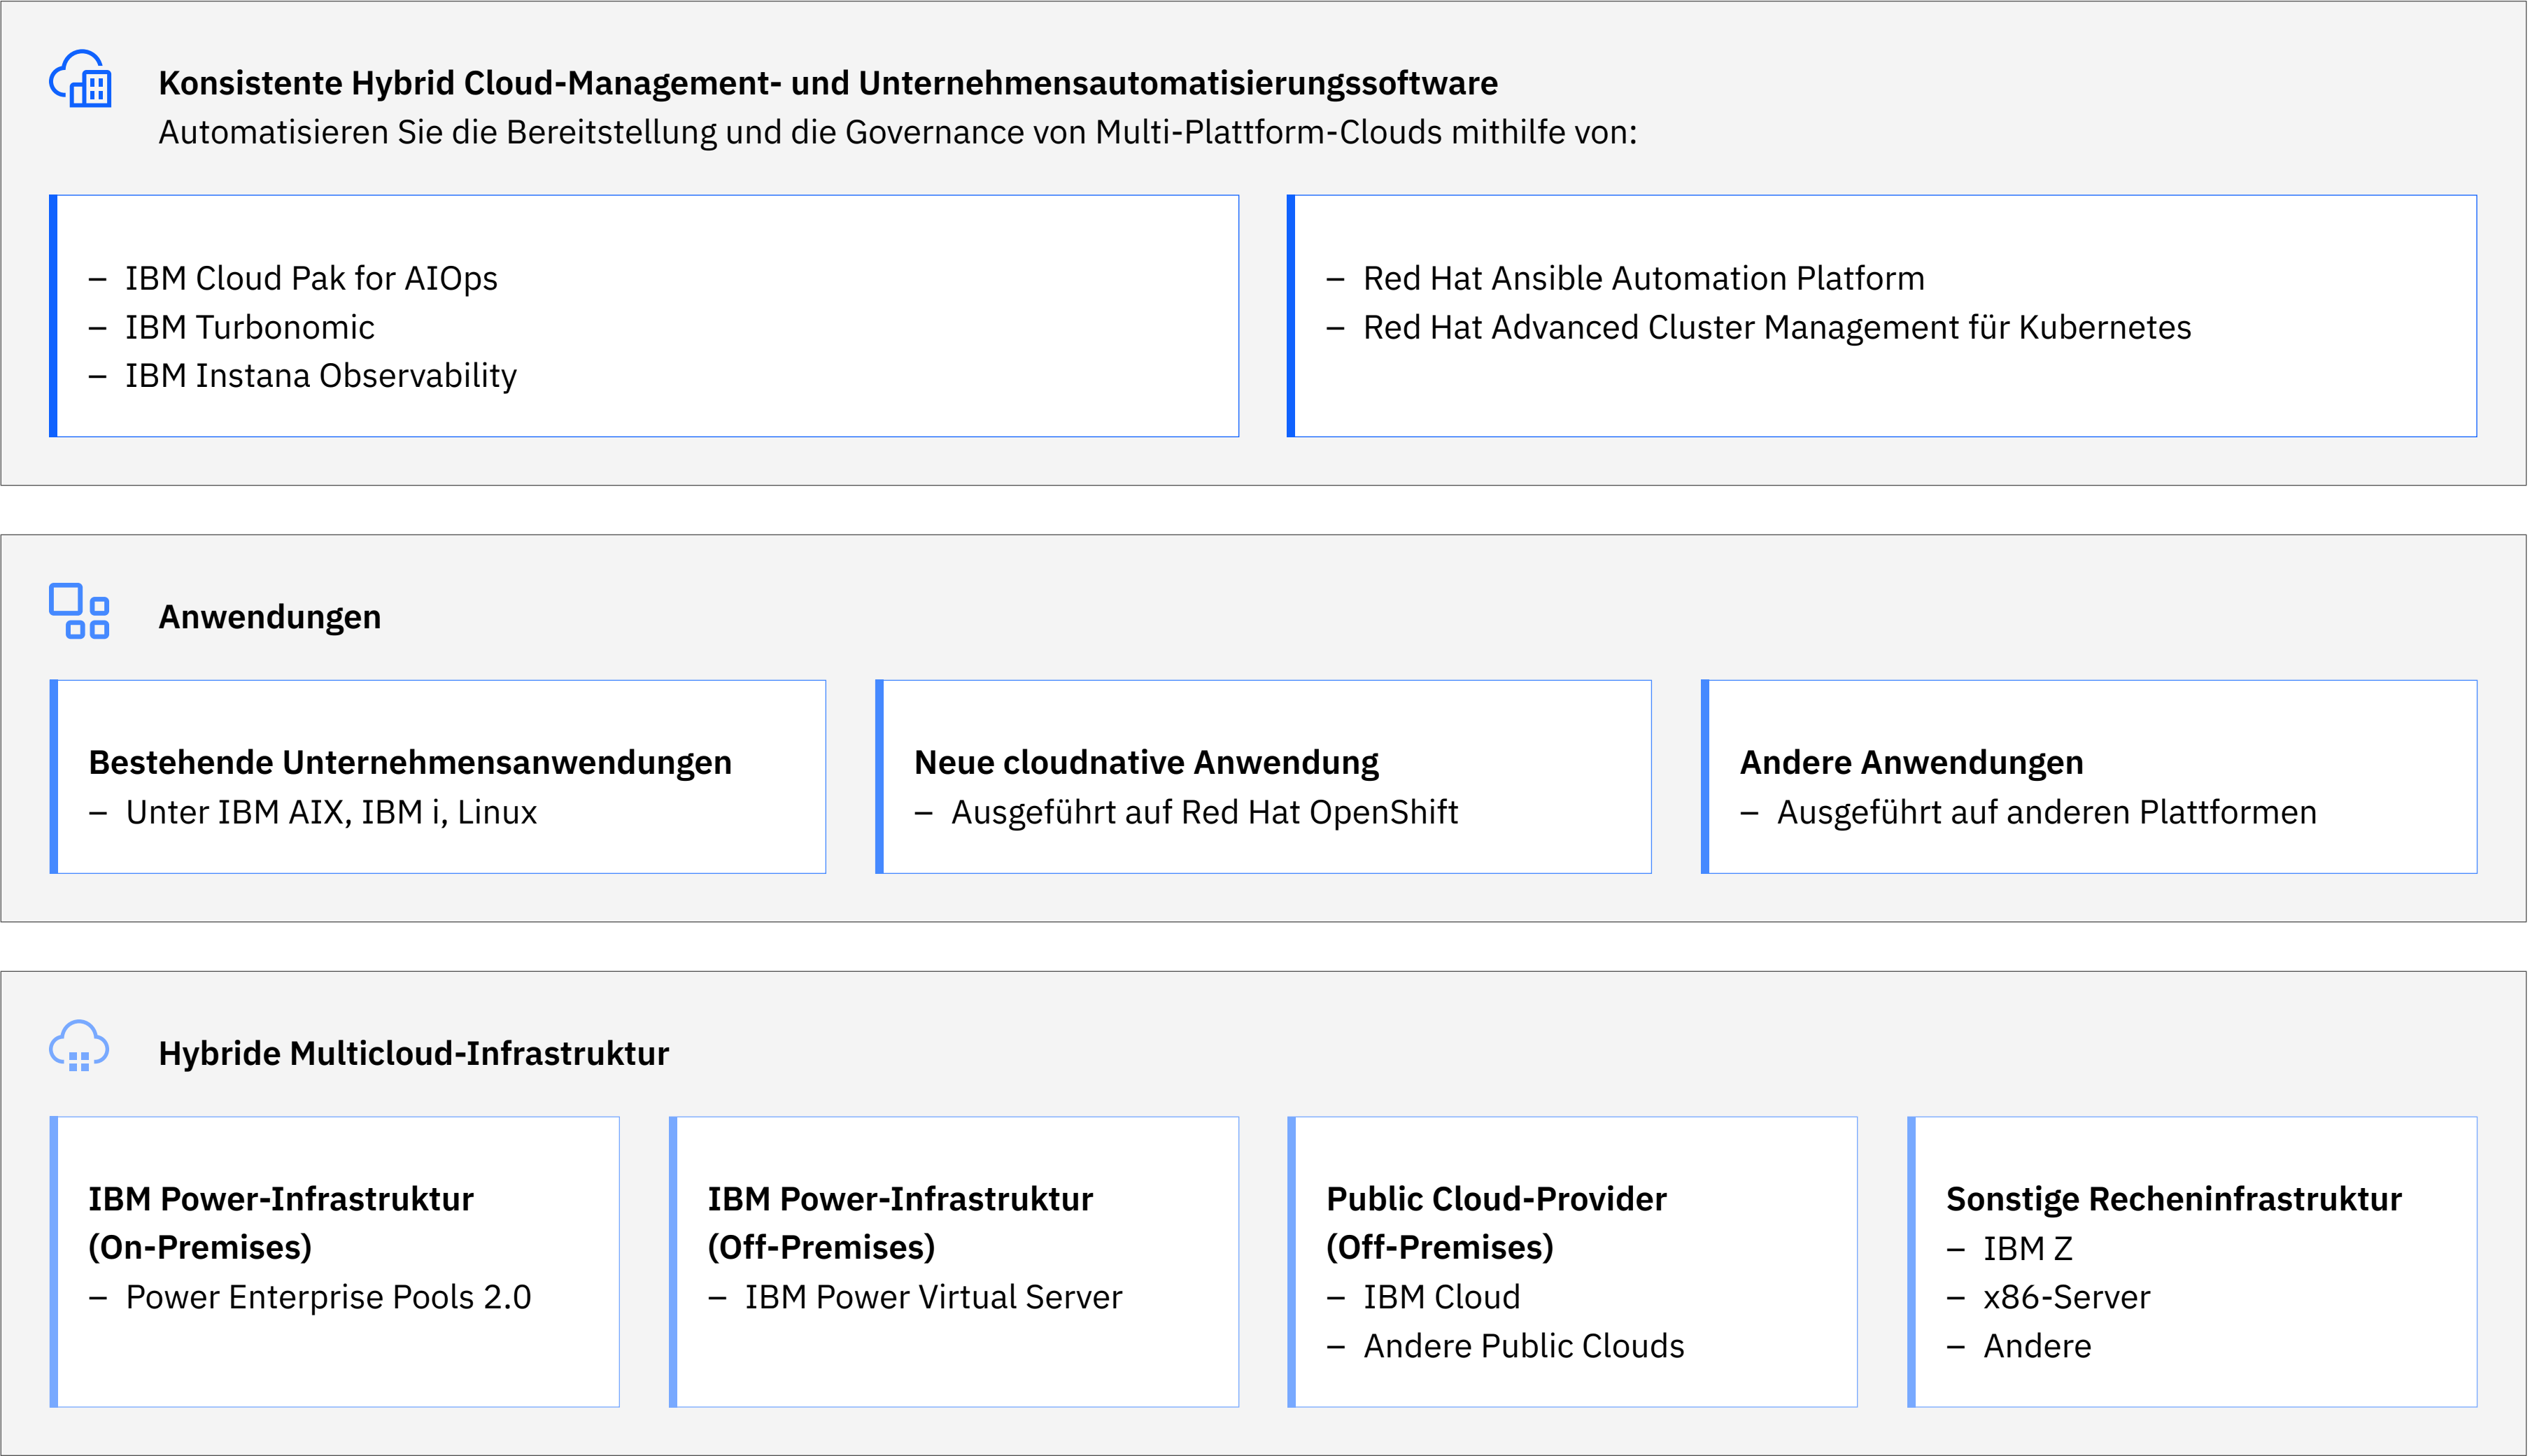 Konsistente Hybrid Cloud-Management- und Unternehmensautomatisierungssoftware
Automatisieren Sie die Bereitstellung und die Governance von Multi-Plattform-Clouds mithilfe von:
– IBM Cloud Pak for AIOps
– IBM Turbonomic
– IBM Instana Observability
– Red Hat Ansible Automation Platform
– Red Hat Advanced Cluster Management für Kubernetes
Anwendungen
Bestehende Unternehmensanwendungen
– Unter IBM AIX, IBM i, Linux
Neue cloudnative Anwendung
– Ausgeführt auf Red Hat OpenShift
Andere Anwendungen
– Ausgeführt auf anderen Plattformen
Hybride Multicloud-Infrastruktur
IBM Power-Infrastruktur
(On-Premises)
– Power Enterprise Pools 2.0
IBM Power-Infrastruktur
(Off-Premises)
– IBM Power Virtual Server
Public Cloud-Provider
(Off-Premises)
– IBM Cloud
– Andere Public Clouds
Sonstige Recheninfrastruktur
– IBM Z
– x86-Server
– Andere